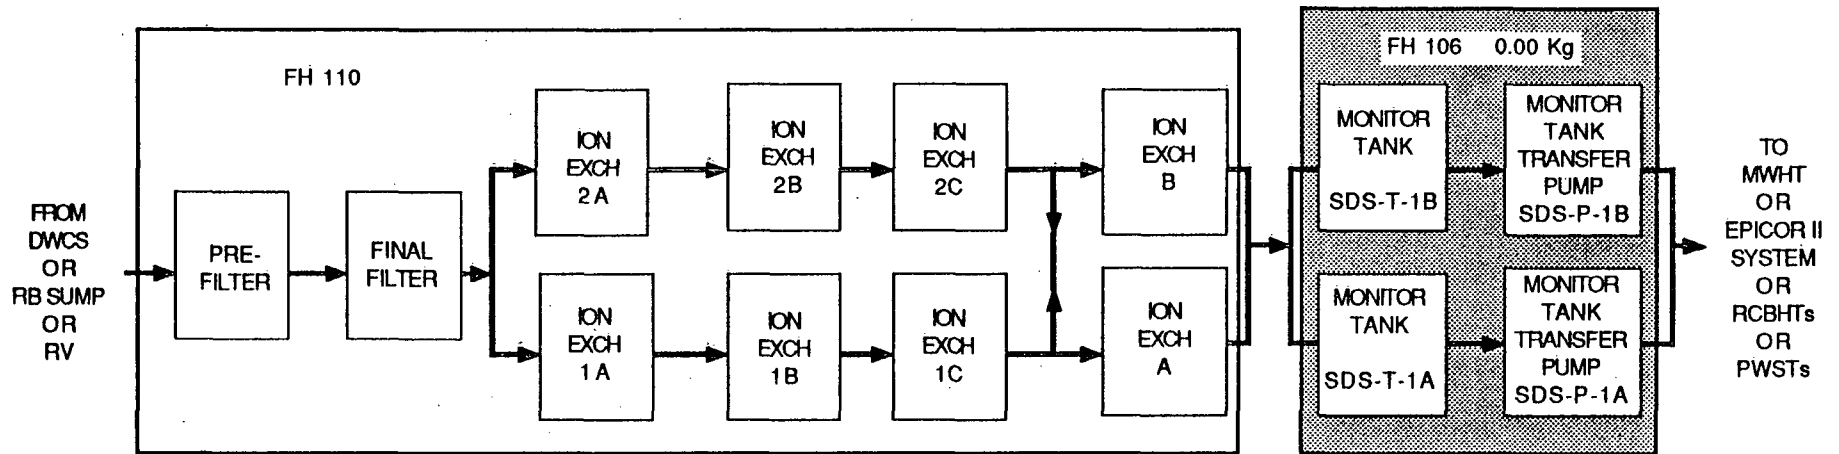 FROM
DWCS
OR
RB SUMP
OR
RV
FH 110
PRE-
FILTER
FINAL
FILTER
ION
EXCH
2A
ION
EXCH
2B
ION
EXCH
2C
ION
EXCH
B
ION
EXCH
1A
ION
EXCH
1B
ION
EXCH
1C
ION
EXCH
A
FH 106 0.00 Kg
MONITOR
TANK
SDS-T-1B
MONITOR
TANK
TRANSFER
PUMP
SDS-P-1B
MONITOR
TANK
SDS-T-1A
MONITOR
TANK
TRANSFER
PUMP
SDS-P-1A
TO
MWHT
OR
EPICOR II
SYSTEM
OR
RCBHTs
OR
PWSTs